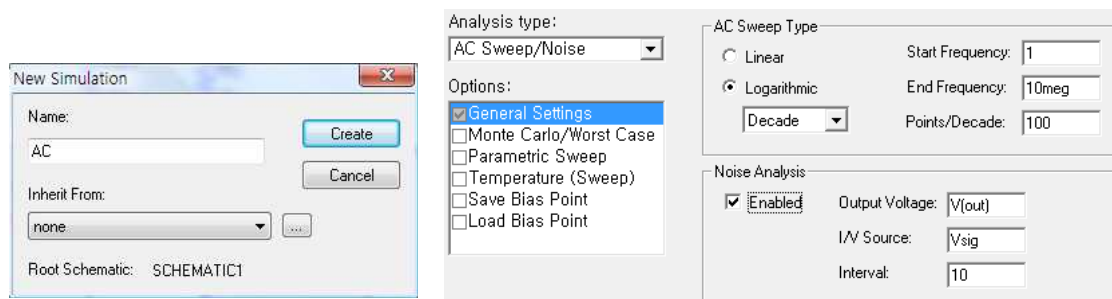 New Simulation
Name:
AC
Create
Cancel
Inherit From:
none
...
Root Schematic: SCHEMATIC1
Analysis type:
AC Sweep/Noise
Options:
General Settings
Monte Carlo/Worst Case
Parametric Sweep
Temperature (Sweep)
Save Bias Point
Load Bias Point
AC Sweep Type
Linear
Logarithmic
Decade
Start Frequency: 1
End Frequency: 10meg
Points/Decade: 100
Noise Analysis
Enabled
Output Voltage: V(out)
I/V Source: Vsig
Interval: 10